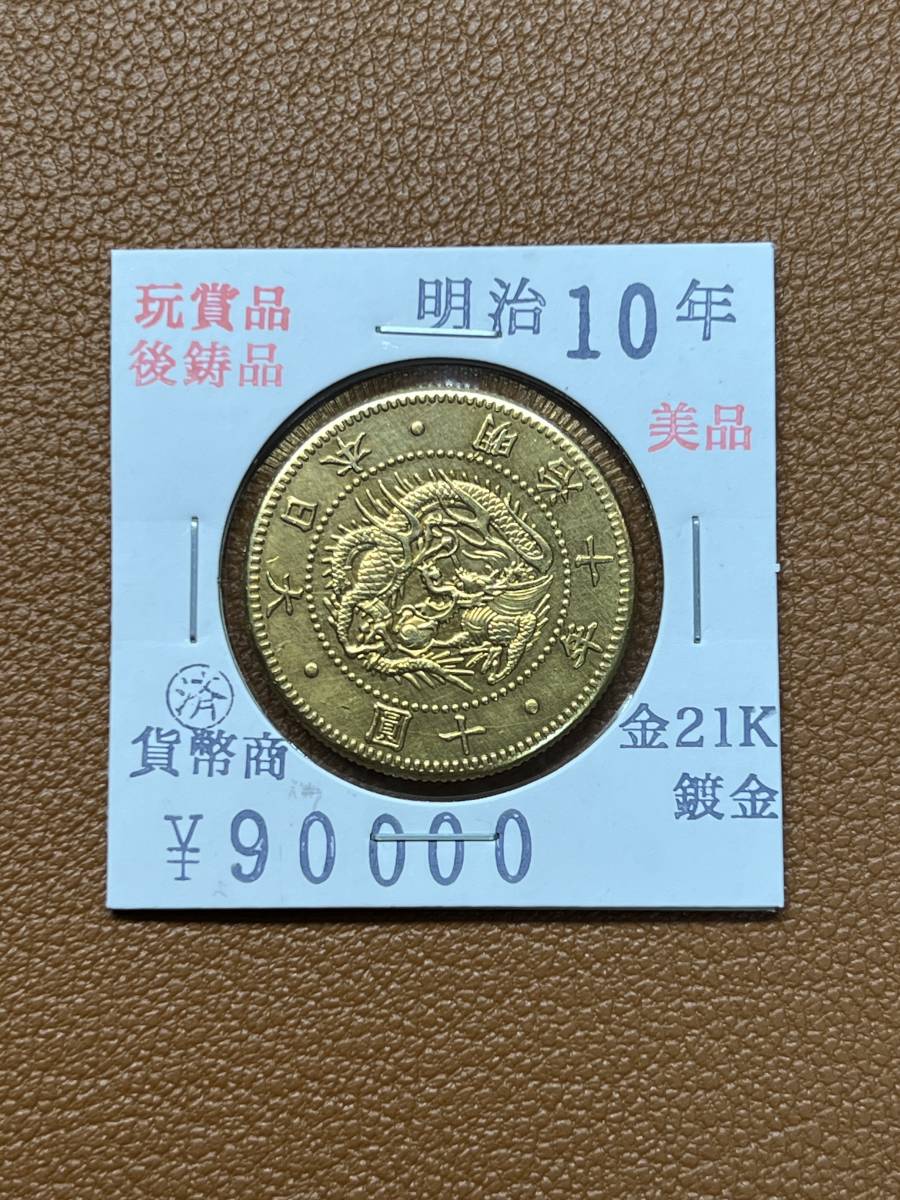 玩賞品
後鋳品
明治10年
美品
大日本・明治十年・十圓・
済
貨幣商
金21K
鍍金
¥90000